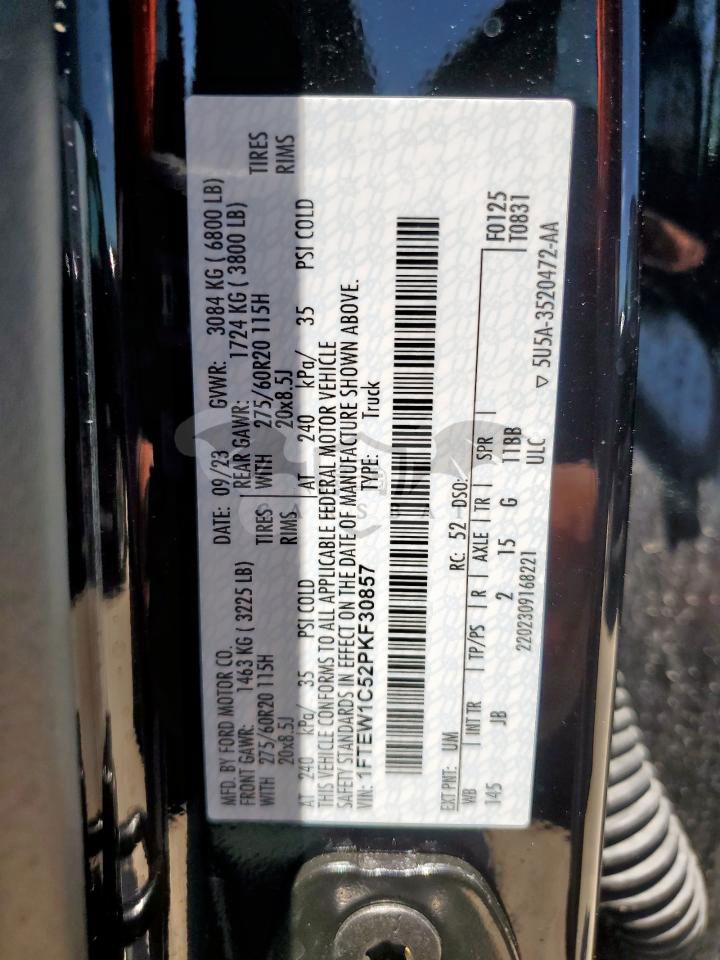 MFD. BY FORD MOTOR CO. DATE: 09/23 GVWR: 3084 KG ( 6800 LB)
FRONT GAWR: 1463 KG ( 3225 LB) REAR GAWR: 1724 KG ( 3800 LB)
WITH 275/60R20 115H TIRES WITH 275/60R20 115H TIRES
20x8.5J RIMS 20x8.5J RIMS
AT 240 kPa/ 35 PSI COLD AT 240 kPa/ 35 PSI COLD
THIS VEHICLE CONFORMS TO ALL APPLICABLE FEDERAL MOTOR VEHICLE
SAFETY STANDARDS IN EFFECT ON THE DATE OF MANUFACTURE SHOWN ABOVE.
VIN: 1FTEW1C52PKF30857 TYPE: Truck
EXT PNT: UM RC: 52 DSO:
WB INT TR TP/PS R AXLE TR SPR F0125
145 JB 2 15 G 11BB T0831
2202309168221 ULC ▽ 5U5A-3520472-AA